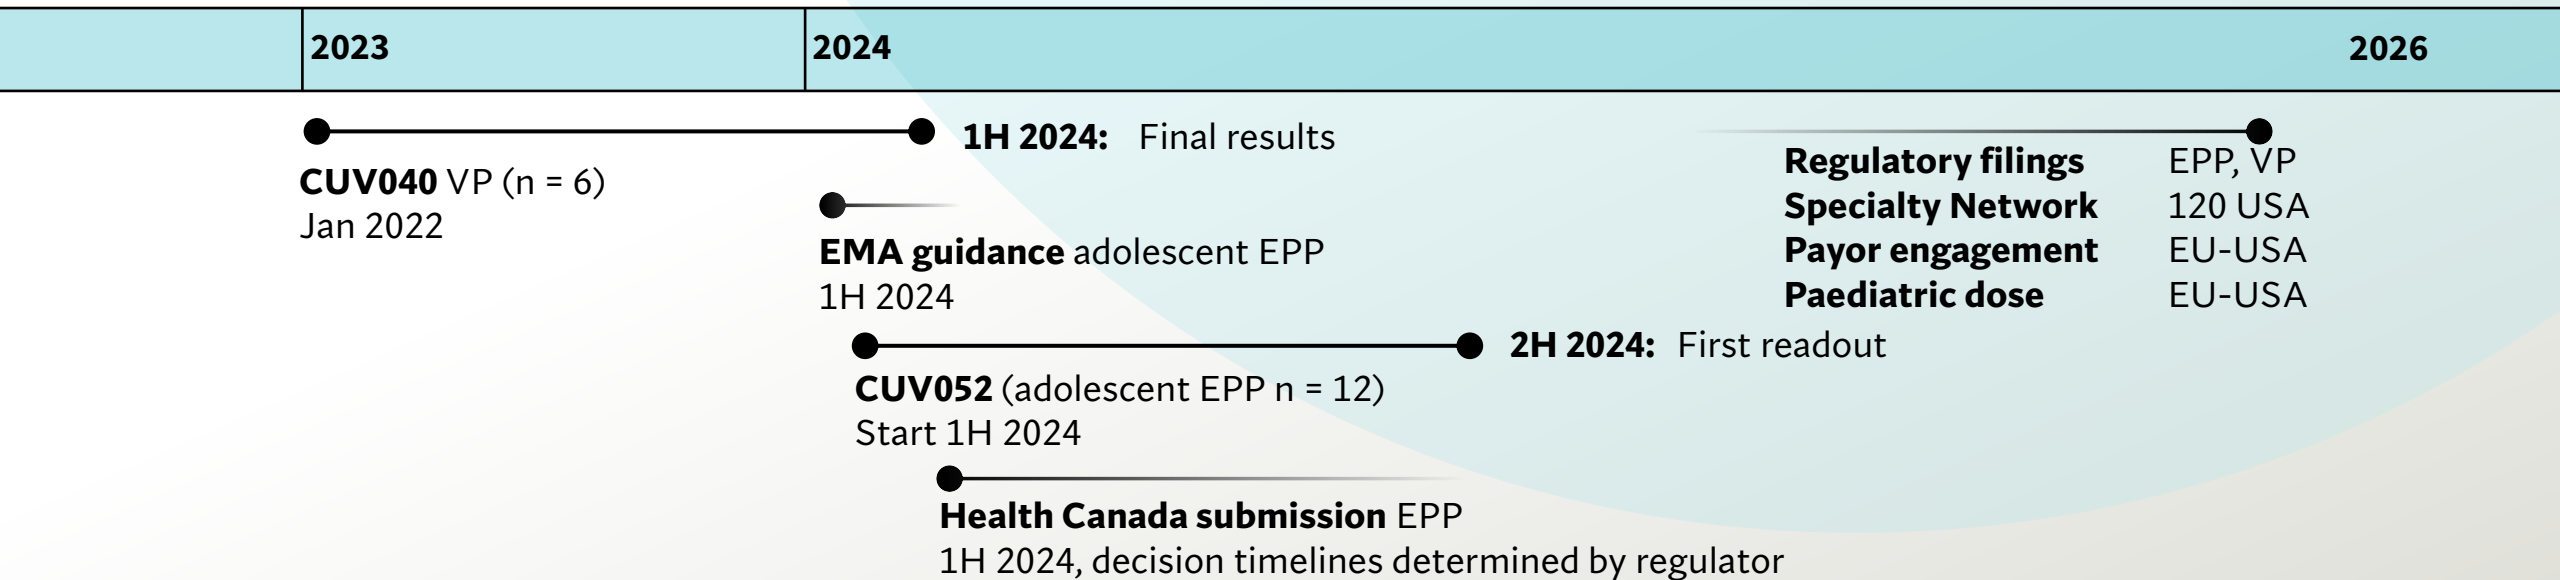 2023 2024 2026
1H 2024: Final results
CUV040 VP (n = 6)
Jan 2022
EMA guidance adolescent EPP
1H 2024
Regulatory filings EPP, VP
Specialty Network 120 USA
Payor engagement EU-USA
Paediatric dose EU-USA
2H 2024: First readout
CUV052 (adolescent EPP n = 12)
Start 1H 2024
Health Canada submission EPP
1H 2024, decision timelines determined by regulator